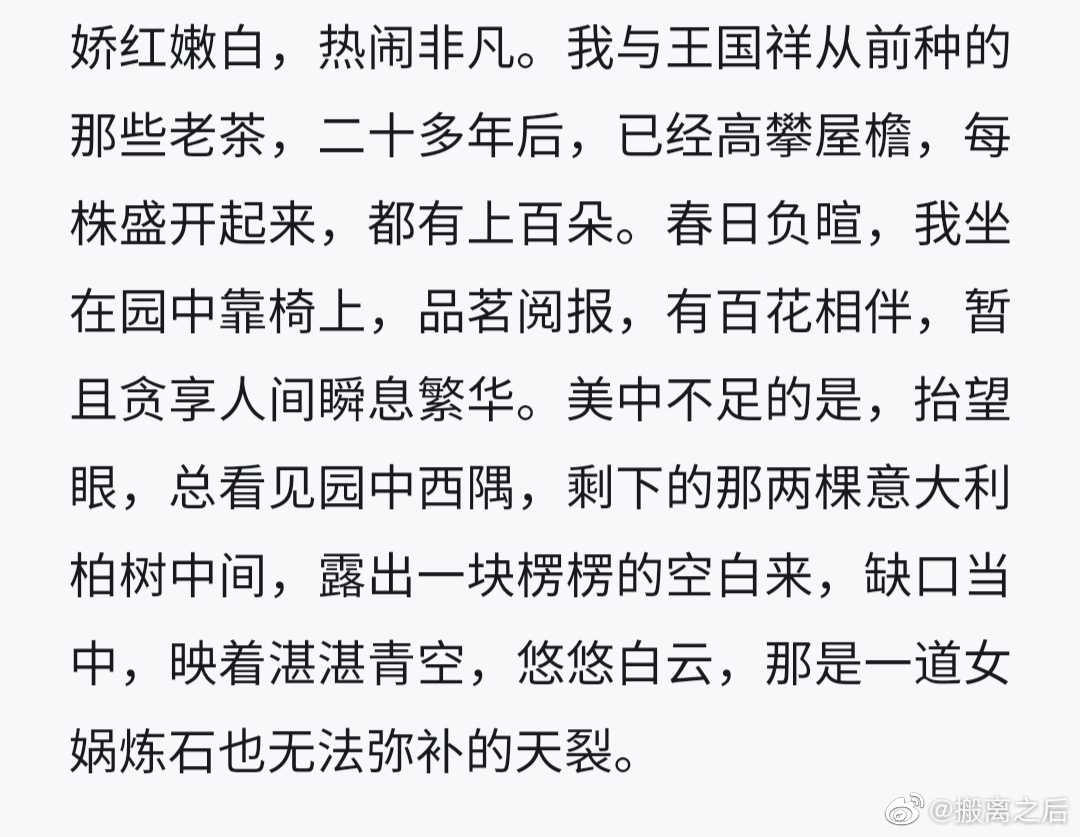 娇红嫩白，热闹非凡。我与王国祥从前种的
那些老茶，二十多年后，已经高攀屋檐，每
株盛开起来，都有上百朵。春日负暄，我坐
在园中靠椅上，品茗阅报，有百花相伴，暂
且贪享人间瞬息繁华。美中不足的是，抬望
眼，总看见园中西隅，剩下的那两棵意大利
柏树中间，露出一块楞楞的空白来，缺口当
中，映着湛湛青空，悠悠白云，那是一道女
娲炼石也无法弥补的天裂。
@搬离之后